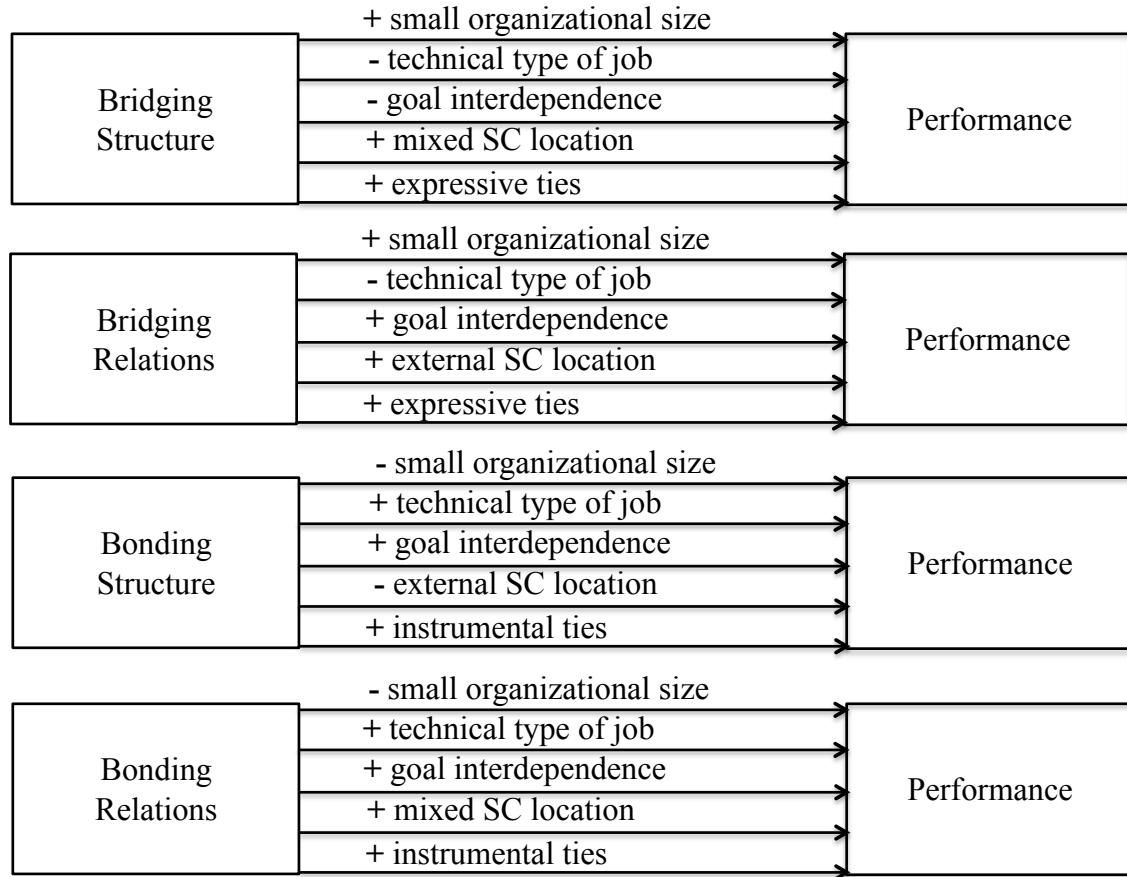 + small organizational size
- technical type of job
- goal interdependence
+ mixed SC location
+ expressive ties
Bridging
Structure
Performance
+ small organizational size
- technical type of job
+ goal interdependence
+ external SC location
+ expressive ties
Bridging
Relations
Performance
- small organizational size
+ technical type of job
+ goal interdependence
- external SC location
+ instrumental ties
Bonding
Structure
Performance
- small organizational size
+ technical type of job
+ goal interdependence
+ mixed SC location
+ instrumental ties
Bonding
Relations
Performance